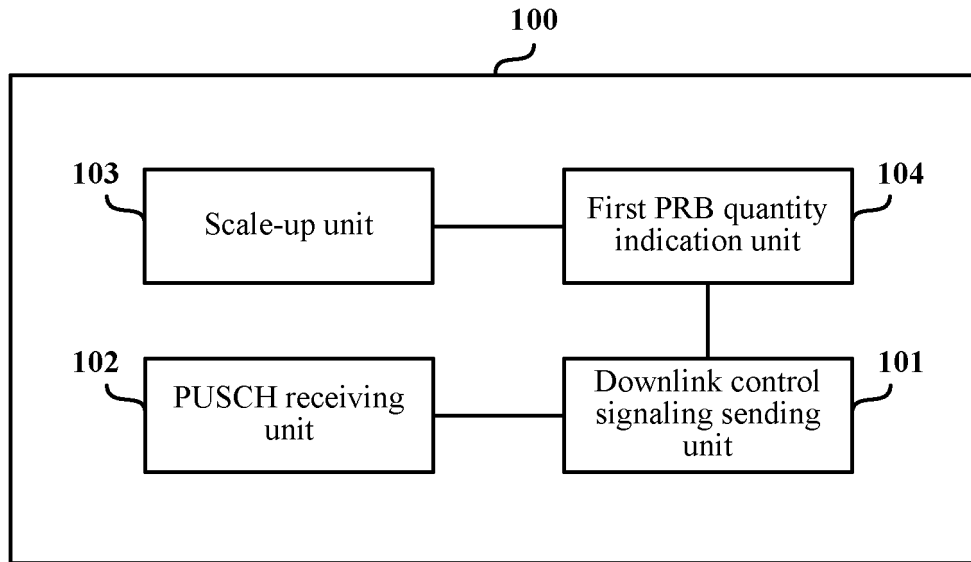 100
103
Scale-up unit
First PRB quantity
indication unit
104
102
PUSCH receiving
unit
Downlink control
signaling sending
unit
101